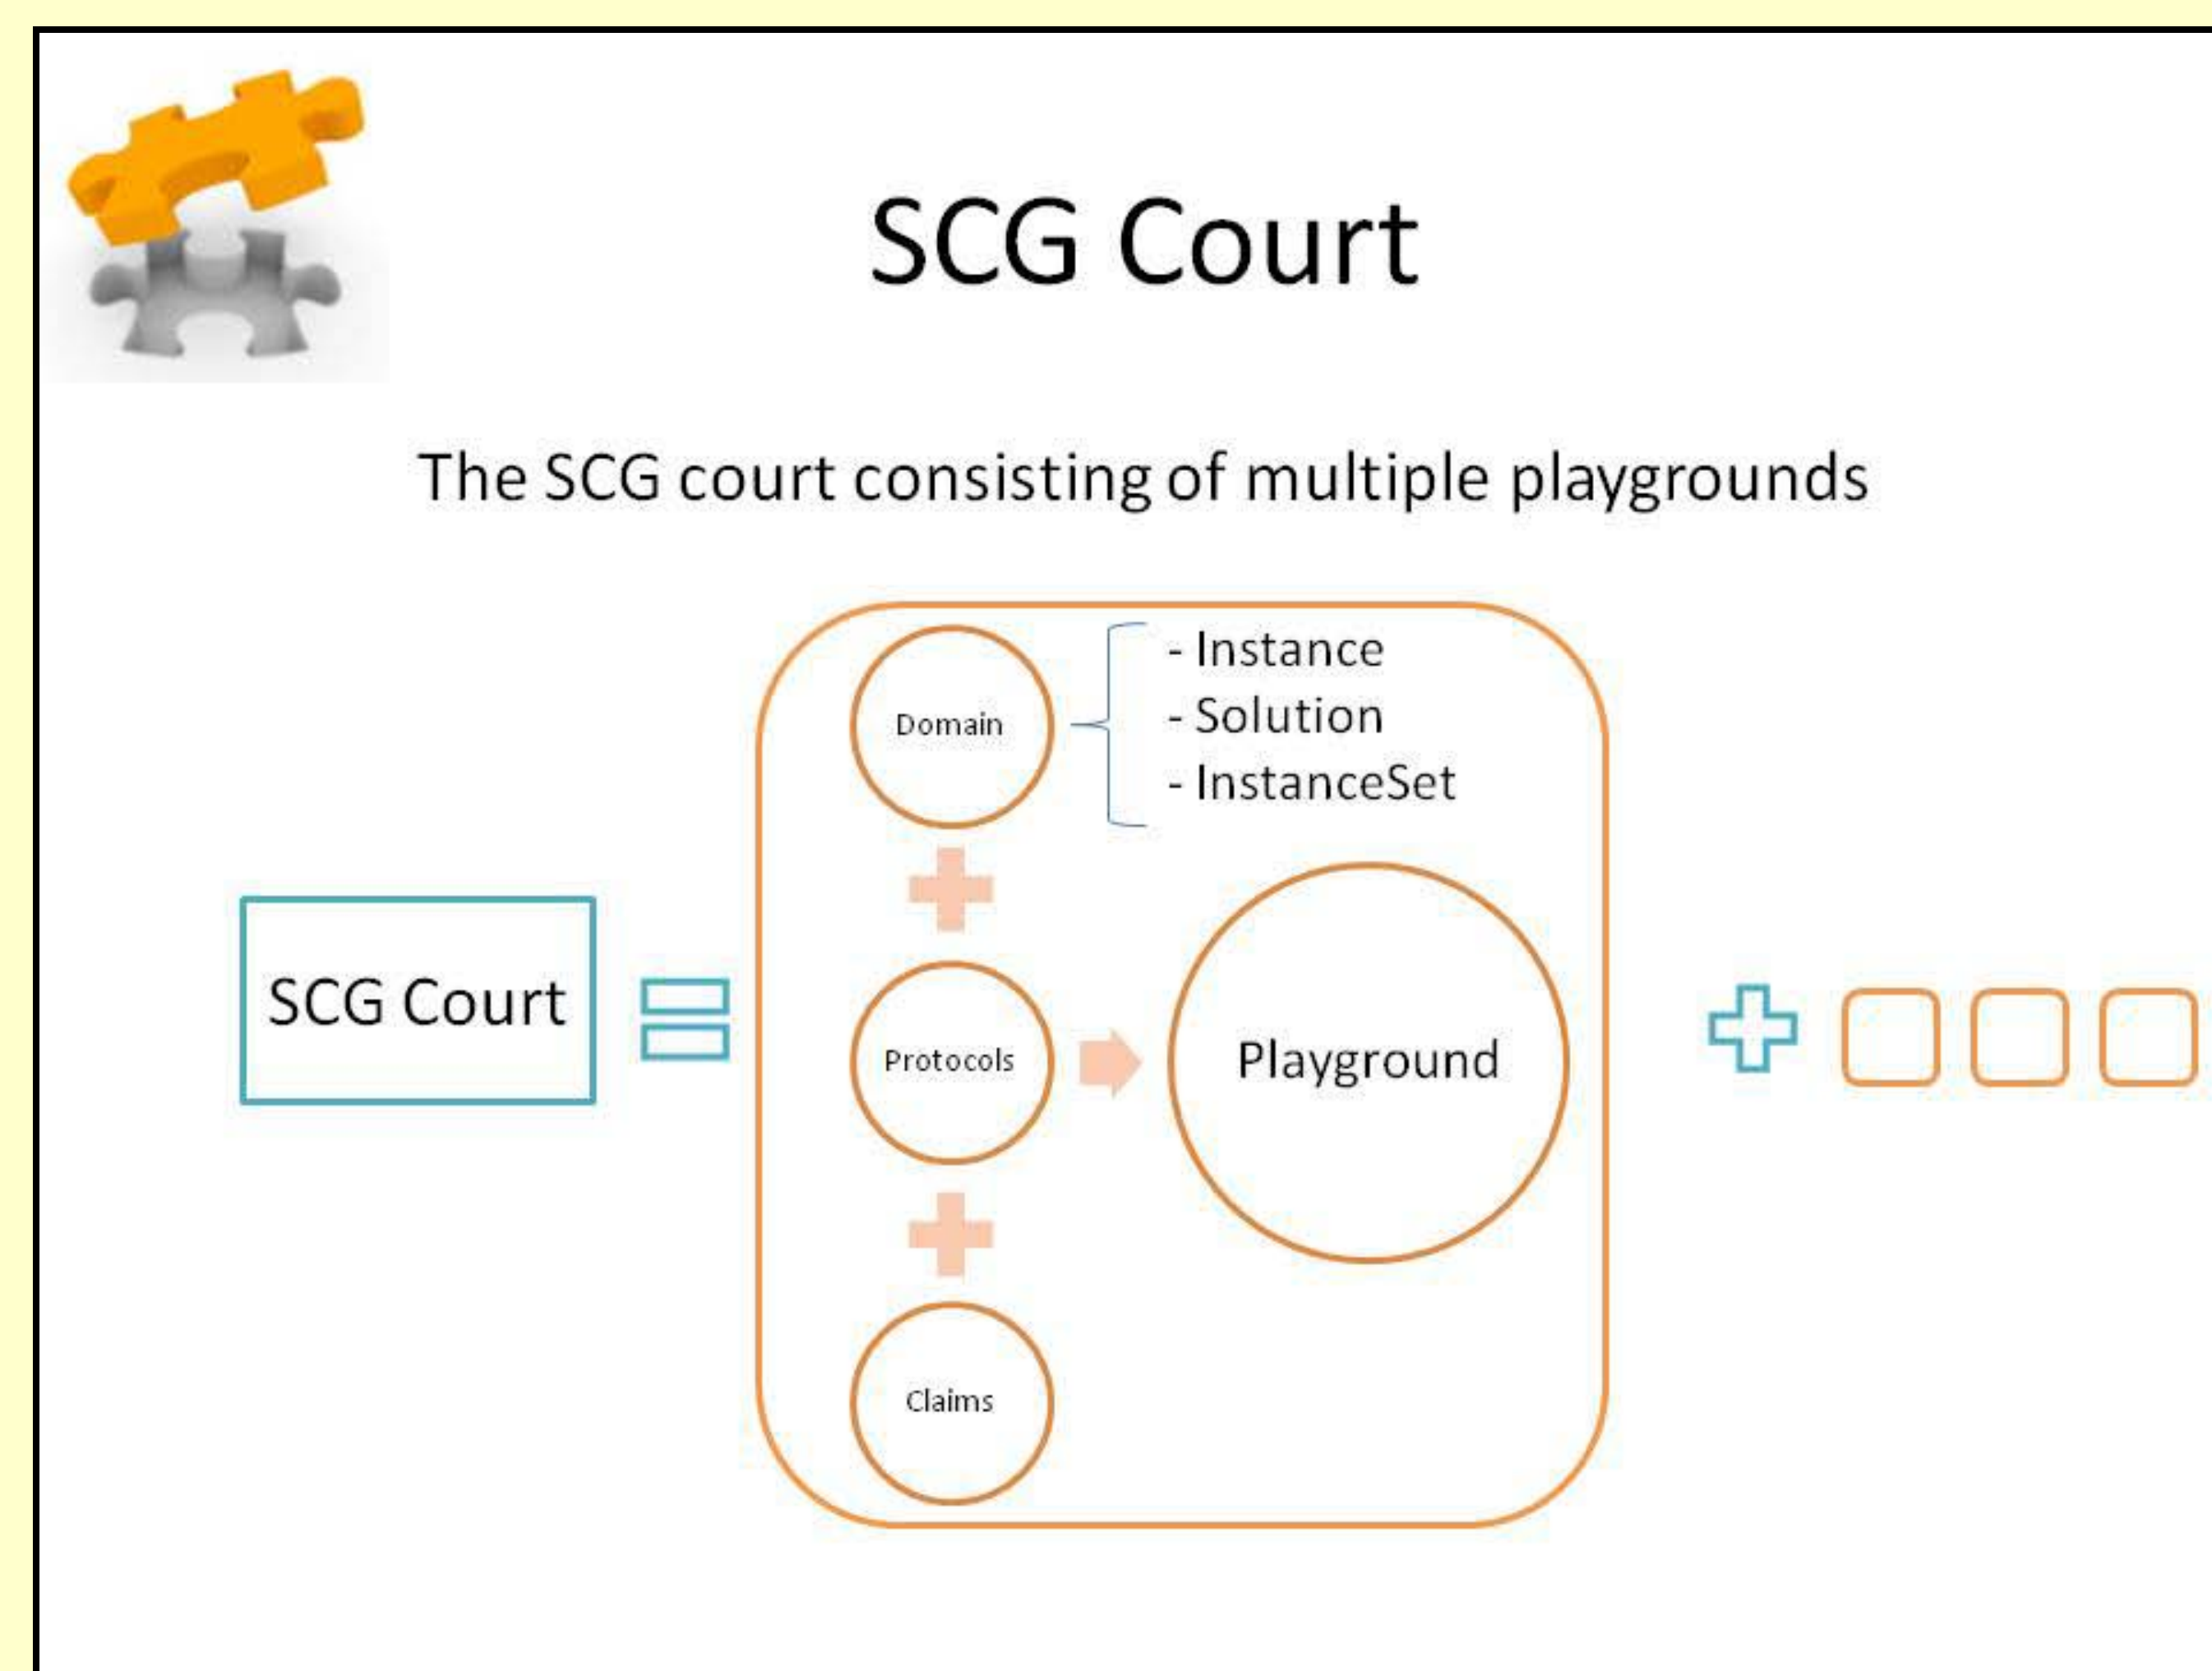 SCG Court
The SCG court consisting of multiple playgrounds
Domain
- Instance
- Solution
- InstanceSet
SCG Court
Protocols
Playground
Claims